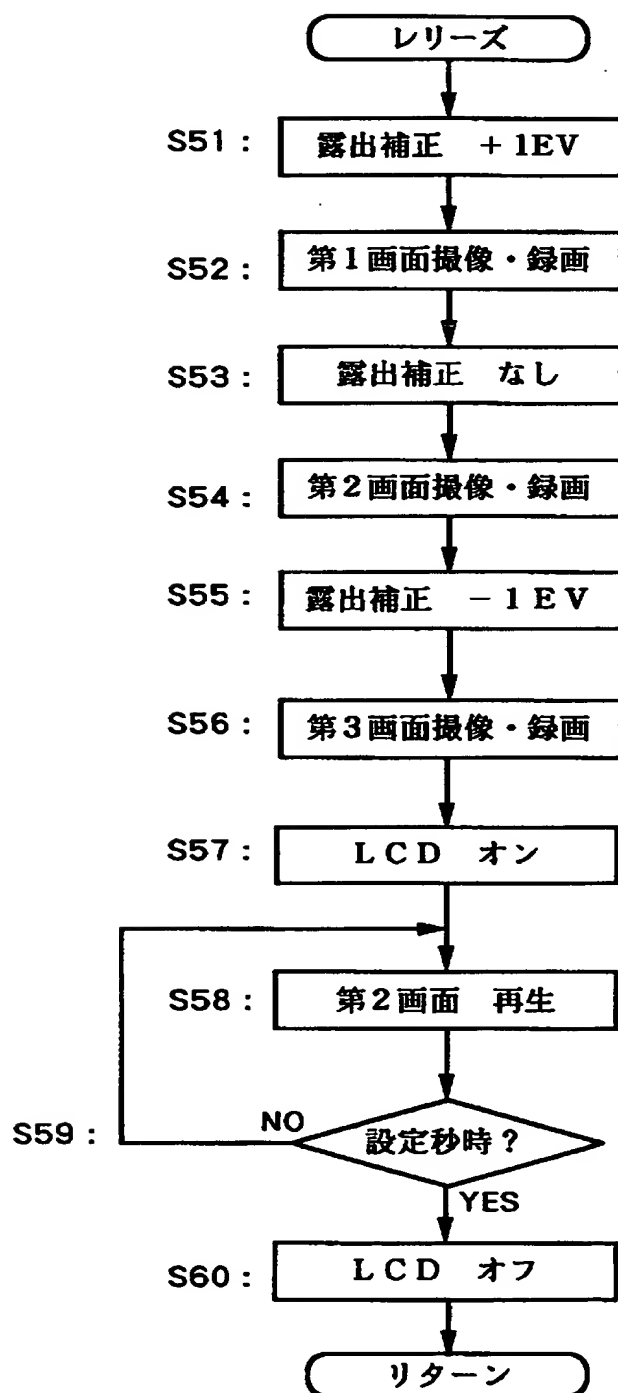 レリーズ
S51： 露出補正 ＋1EV
S52： 第1画面撮像・録画
S53： 露出補正 なし
S54： 第2画面撮像・録画
S55： 露出補正 －1EV
S56： 第3画面撮像・録画
S57： LCD オン
S58： 第2画面 再生
S59： NO 設定秒時？
YES
S60： LCD オフ
リターン